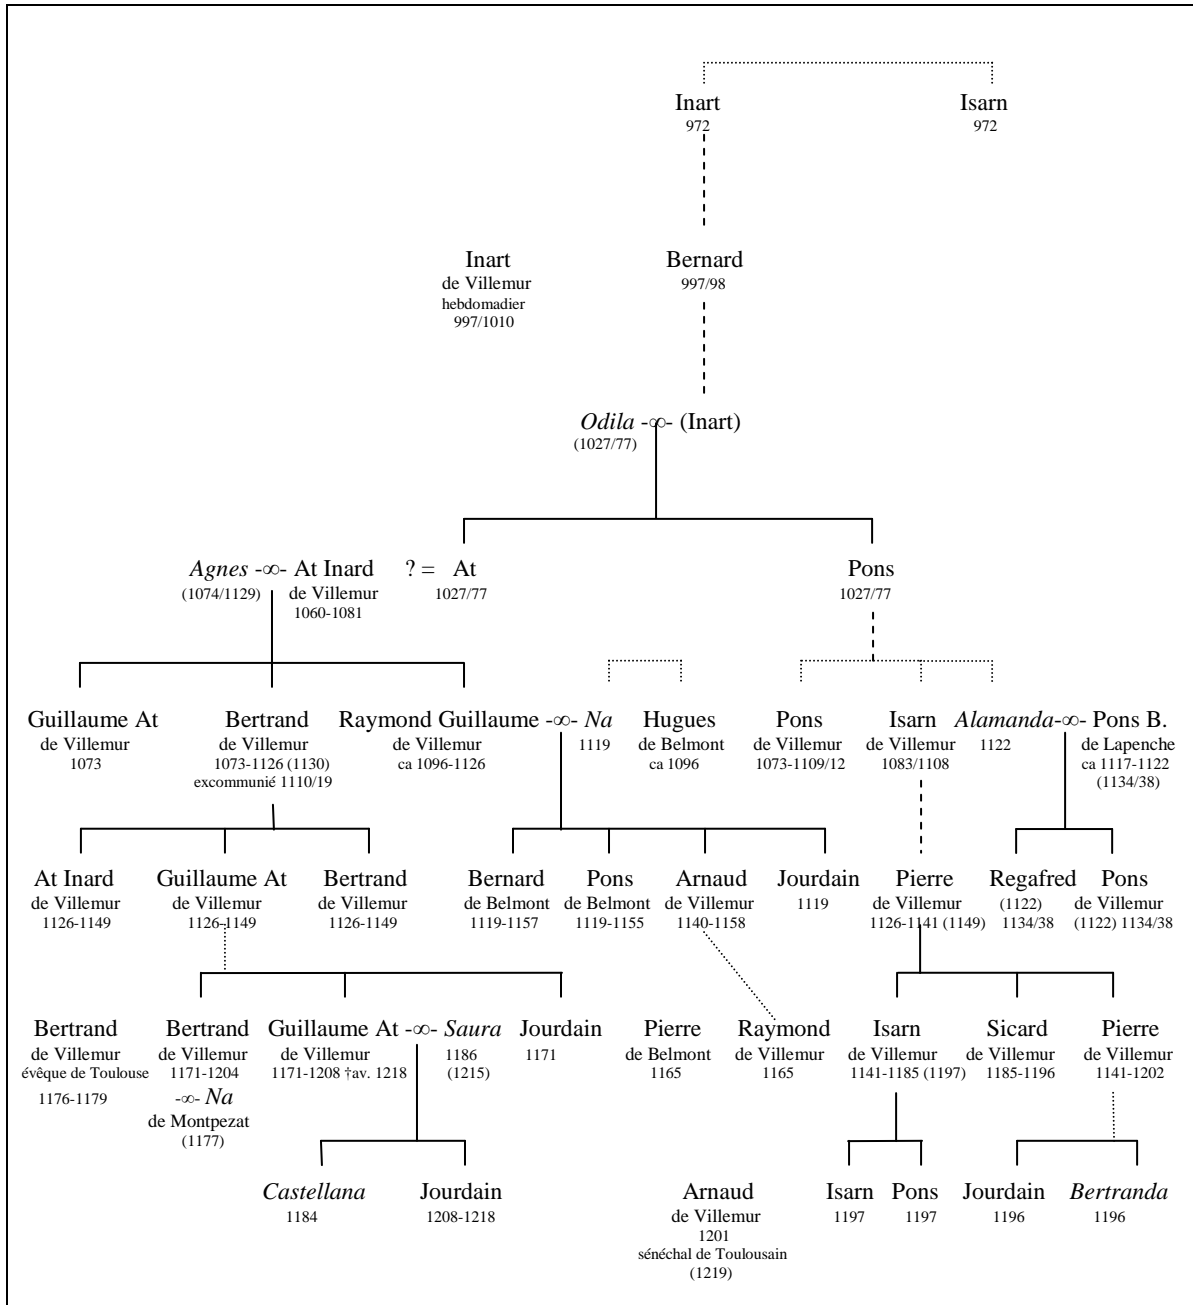 Inart Isarn
972 972
Inart Bernard
de Villemur 997/98
hebdomadier
997/1010
Odila -∞- (Inart)
(1027/77)
Agnes -∞- At Inard ? = At Pons
(1074/1129) de Villemur 1027/77 1027/77
1060-1081
Guillaume At Bertrand Raymond Guillaume -∞- Na Hugues Pons Isarn Alamanda-∞- Pons B.
de Villemur de Villemur de Villemur 1119 de Belmont de Villemur de Villemur 1122 de Lapenche
1073 1073-1126 (1130) ca 1096-1126 ca 1096 1073-1109/12 1083/1108 ca 1117-1122
excommunié 1110/19 (1134/38)
At Inard Guillaume At Bertrand Bernard Pons Arnaud Jourdain Pierre Regafred Pons
de Villemur de Villemur de Villemur de Belmont de Belmont de Villemur 1119 de Villemur (1122) de Villemur
1126-1149 1126-1149 1126-1149 1119-1157 1119-1155 1140-1158 1126-1141 (1149) 1134/38 (1122) 1134/38
Bertrand Bertrand Guillaume At -∞- Saura Jourdain Pierre Raymond Isarn Sicard Pierre
de Villemur de Villemur de Villemur 1186 1171 de Belmont de Villemur de Villemur de Villemur de Villemur
évêque de Toulouse 1171-1204 1171-1208 †av. 1218 (1215) 1165 1165 1141-1185 (1197) 1185-1196 1141-1202
1176-1179 -∞- Na
de Montpezat
(1177)
Castellana Jourdain Arnaud Isarn Pons Jourdain Bertranda
1184 1208-1218 de Villemur 1197 1197 1196 1196
1201
sénéchal de Toulousain
(1219)